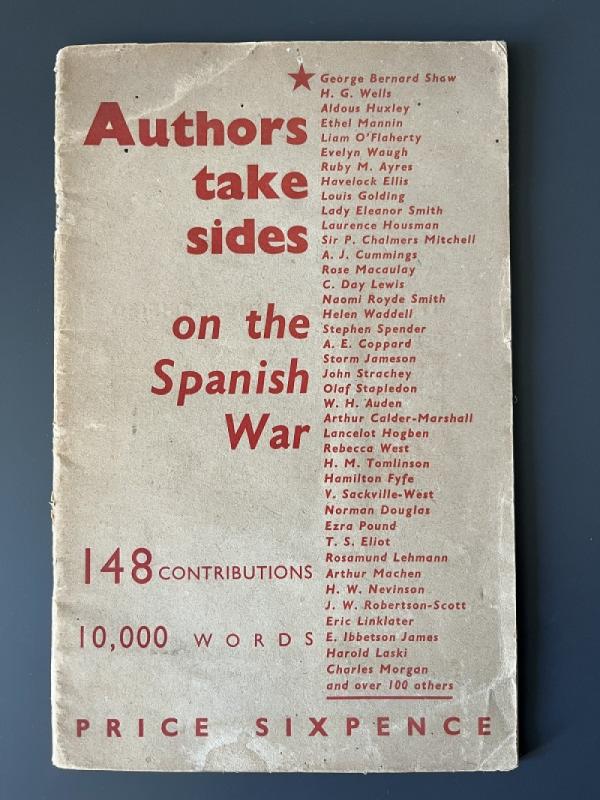 Authors
take
sides
on the
Spanish
War
148 CONTRIBUTIONS
10,000 WORDS
★ George Bernard Shaw
H. G. Wells
Aldous Huxley
Ethel Mannin
Liam O'Flaherty
Evelyn Waugh
Ruby M. Ayres
Havelock Ellis
Louis Golding
Lady Eleanor Smith
Laurence Housman
Sir P. Chalmers Mitchell
A. J. Cummings
Rose Macaulay
C. Day Lewis
Naomi Royde Smith
Helen Waddell
Stephen Spender
A. E. Coppard
Storm Jameson
John Strachey
Olaf Stapledon
W. H. Auden
Arthur Calder-Marshall
Lancelot Hogben
Rebecca West
H. M. Tomlinson
Hamilton Fyfe
V. Sackville-West
Norman Douglas
Ezra Pound
T. S. Eliot
Rosamund Lehmann
Arthur Machen
H. W. Nevinson
J. W. Robertson-Scott
Eric Linklater
E. Ibbetson James
Harold Laski
Charles Morgan
and over 100 others
PRICE SIXPENCE